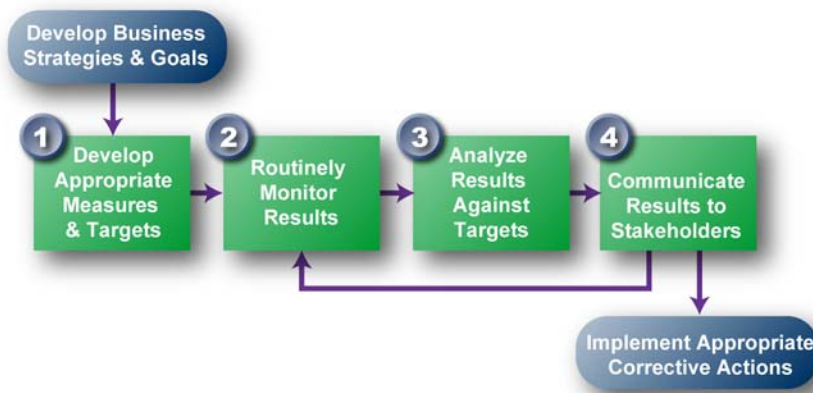 Develop Business
Strategies & Goals
1
Develop
Appropriate
Measures
& Targets
2
Routinely
Monitor
Results
3
Analyze
Results
Against
Targets
4
Communicate
Results to
Stakeholders
Implement Appropriate
Corrective Actions